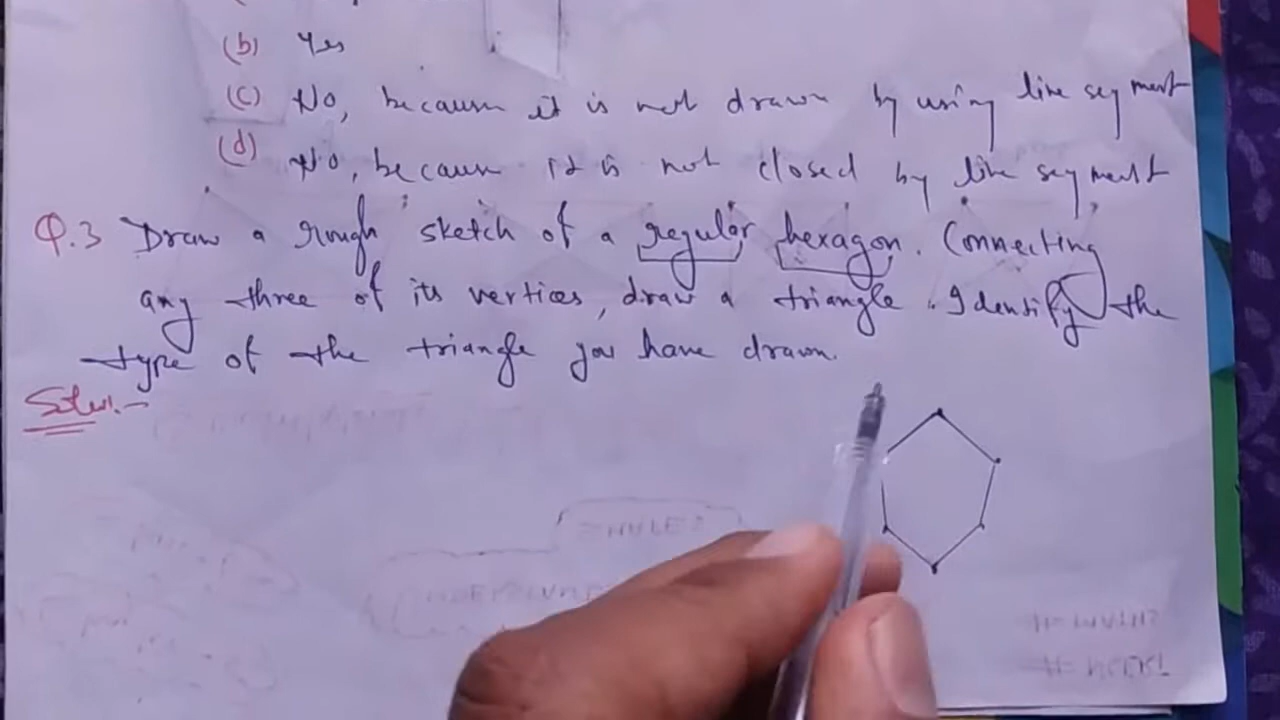 (b) Yes
(c) No, because it is not drawn by using line segment
(d) No, because it is not closed by line segment
Q.3 Draw a rough sketch of a regular hexagon. Connecting
any three of its vertices, draw a triangle. Identify the
type of the triangle you have drawn.
Soln:-